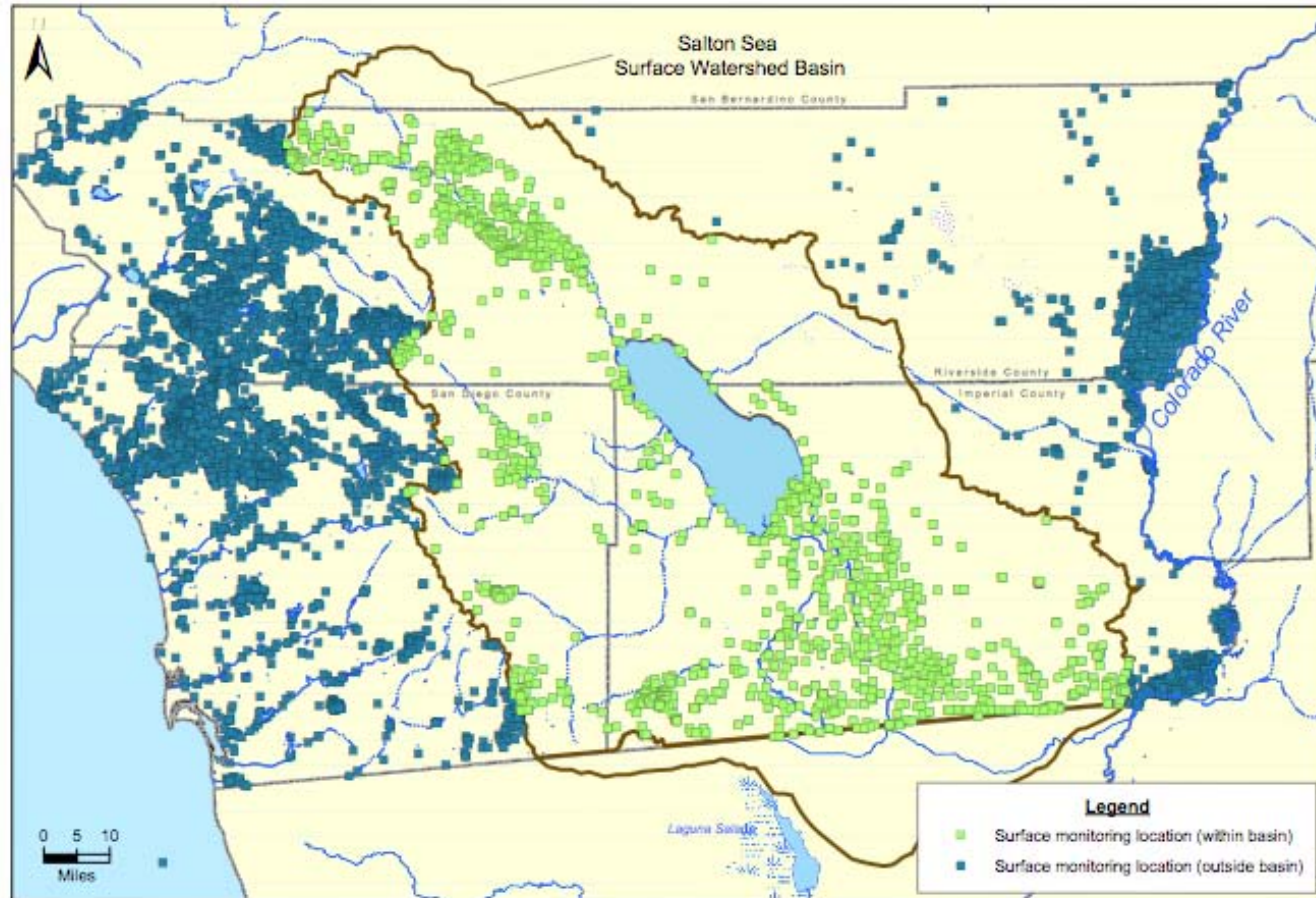 Salton Sea
Surface Watershed Basin
San Bernardino County
Riverside County
Imperial County
San Diego County
Colorado River
Laguna Salada
0 5 10
Miles
Legend
Surface monitoring location (within basin)
Surface monitoring location (outside basin)